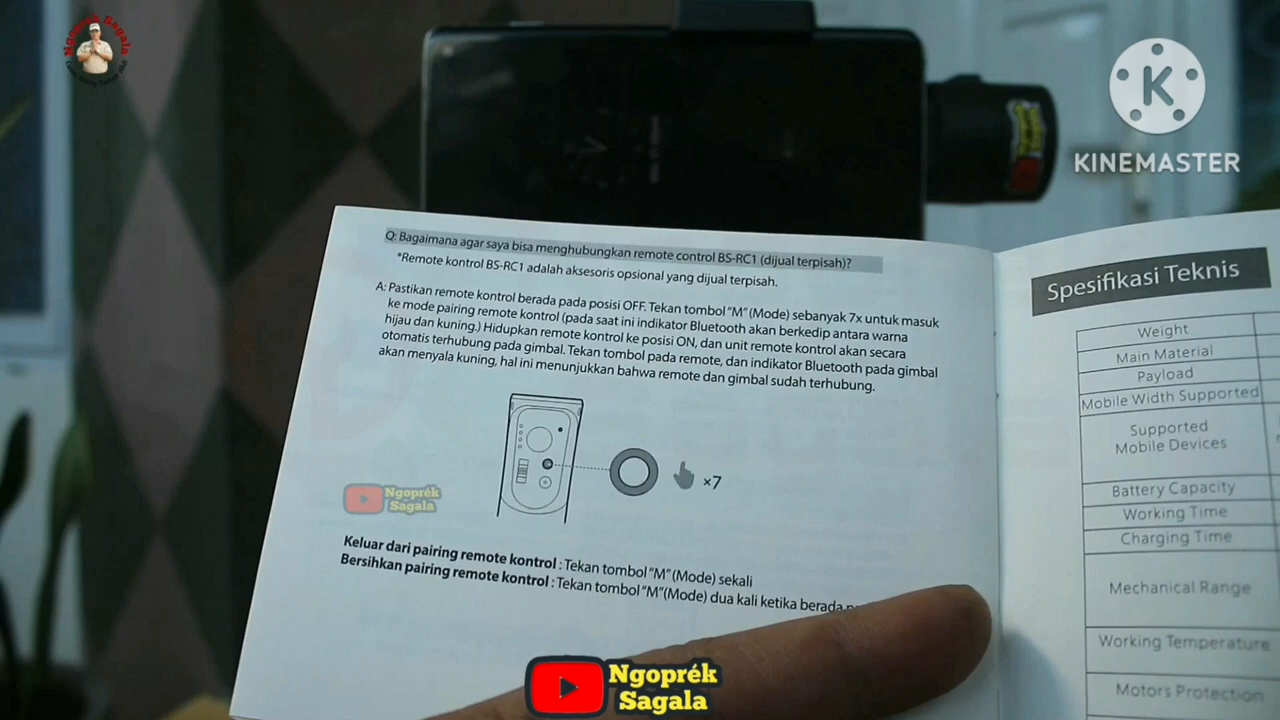 Ngoprék Sagala
KINEMASTER
Q: Bagaimana agar saya bisa menghubungkan remote control BS-RC1 (dijual terpisah)?
*Remote kontrol BS-RC1 adalah aksesoris opsional yang dijual terpisah.
A: Pastikan remote kontrol berada pada posisi OFF. Tekan tombol "M" (Mode) sebanyak 7x untuk masuk
ke mode pairing remote kontrol (pada saat ini indikator Bluetooth akan berkedip antara warna
hijau dan kuning.) Hidupkan remote kontrol ke posisi ON, dan unit remote kontrol akan secara
otomatis terhubung pada gimbal. Tekan tombol pada remote, dan indikator Bluetooth pada gimbal
akan menyala kuning, hal ini menunjukkan bahwa remote dan gimbal sudah terhubung.
×7
Ngoprék
Sagala
Keluar dari pairing remote kontrol : Tekan tombol "M" (Mode) sekali
Bersihkan pairing remote kontrol : Tekan tombol "M"(Mode) dua kali ketika berada
Spesifikasi Teknis
Weight
Main Material
Payload
Mobile Width Supported
Supported
Mobile Devices
Battery Capacity
Working Time
Charging Time
Mechanical Range
Working Temperature
Motors Protection
Ngoprék
Sagala